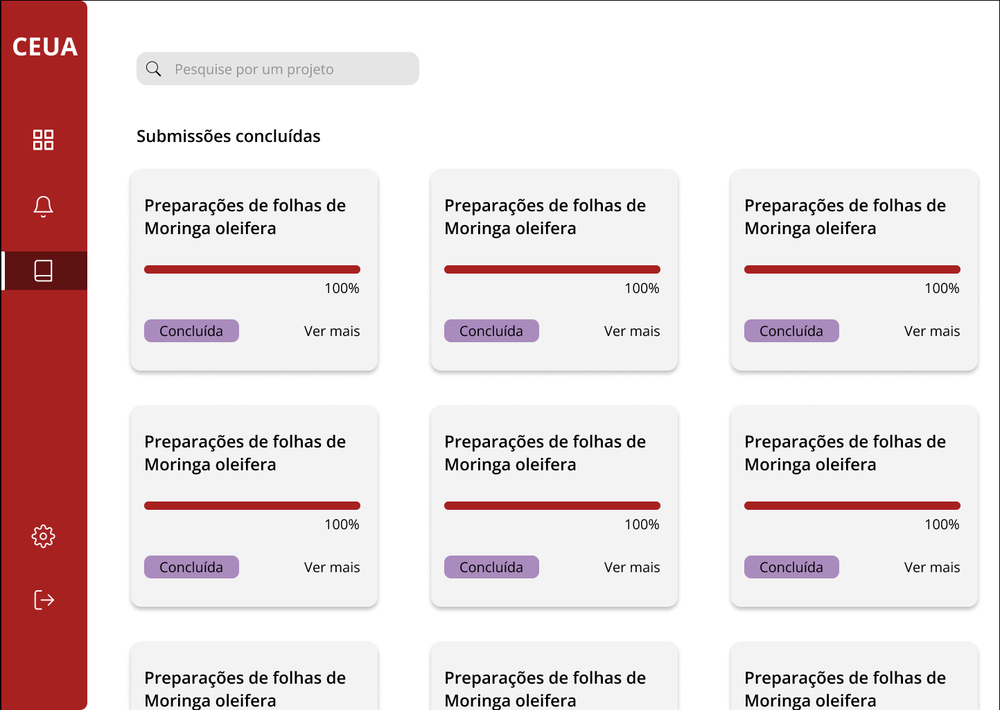 CEUA
Pesquise por um projeto
Submissões concluídas
Preparações de folhas de
Moringa oleifera
100%
Concluída
Ver mais
Preparações de folhas de
Moringa oleifera
100%
Concluída
Ver mais
Preparações de folhas de
Moringa oleifera
100%
Concluída
Ver mais
Preparações de folhas de
Moringa oleifera
100%
Concluída
Ver mais
Preparações de folhas de
Moringa oleifera
100%
Concluída
Ver mais
Preparações de folhas de
Moringa oleifera
100%
Concluída
Ver mais
Preparações de folhas de
Moringa oleifera
Preparações de folhas de
Moringa oleifera
Preparações de folhas de
Moringa oleifera